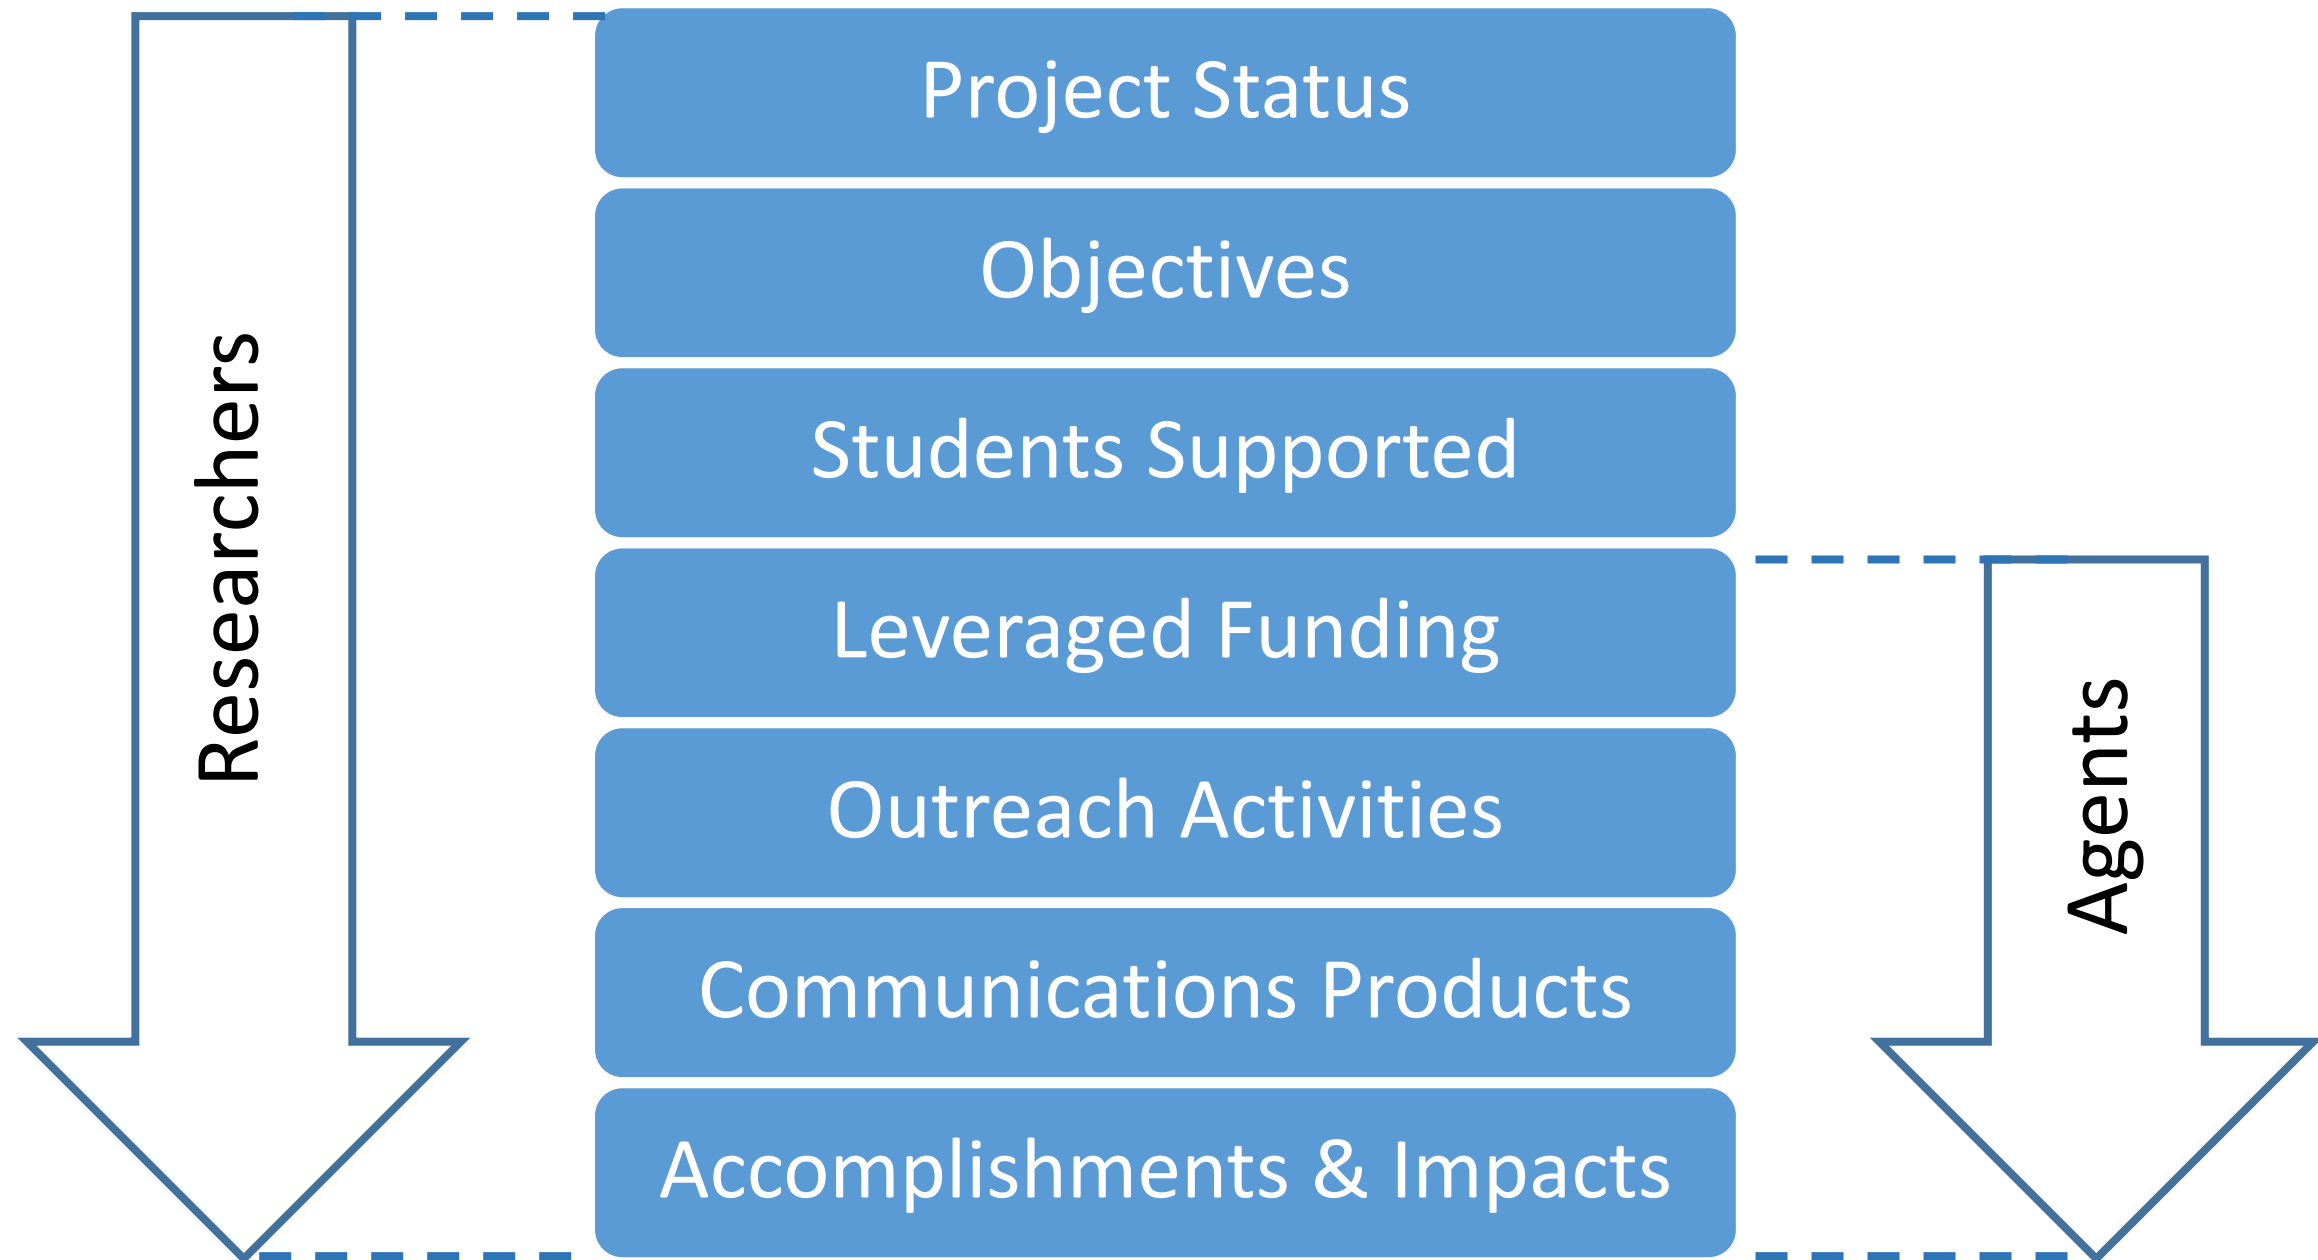 Researchers
Project Status
Objectives
Students Supported
Leveraged Funding
Outreach Activities
Communications Products
Accomplishments & Impacts
Agents